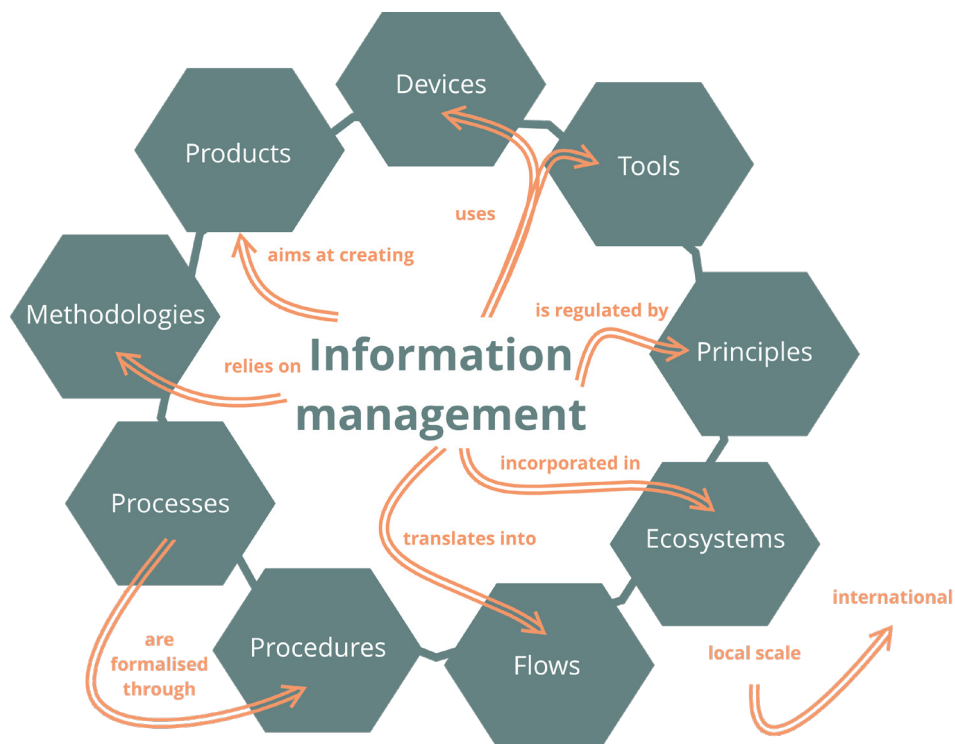 Devices
Products
Tools
uses
aims at creating
is regulated by
Methodologies
relies on
Information
management
Principles
incorporated in
Processes
translates into
Ecosystems
international
are
formalised
through
Procedures
Flows
local scale